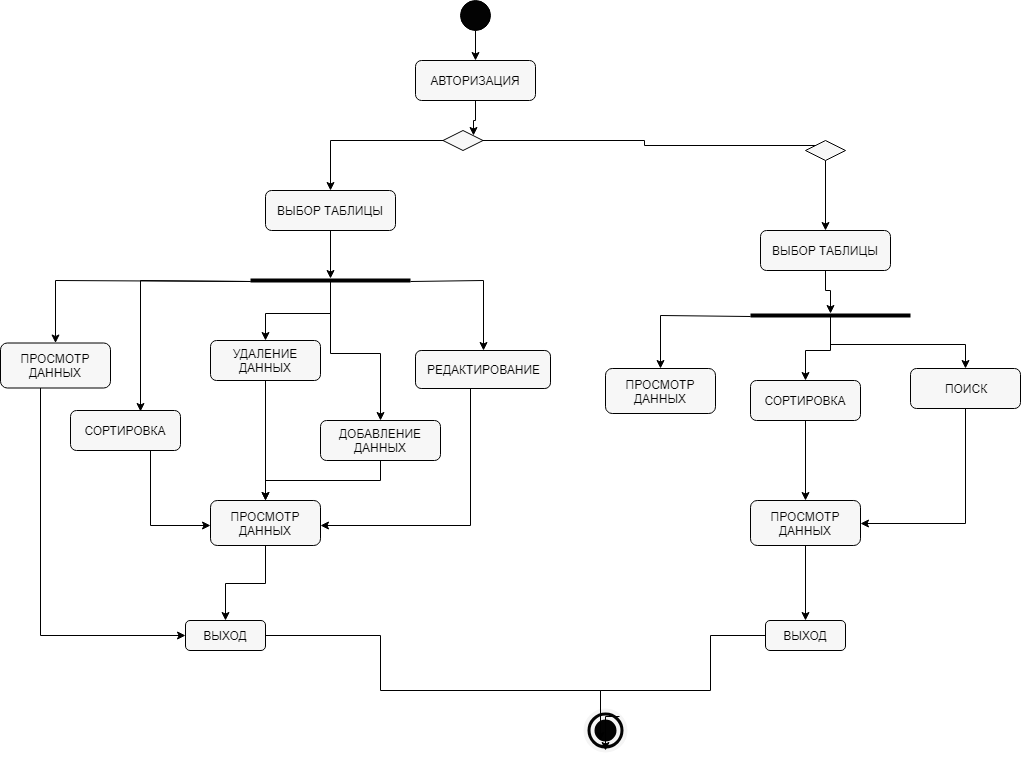 АВТОРИЗАЦИЯ
ВЫБОР ТАБЛИЦЫ
ВЫБОР ТАБЛИЦЫ
ПРОСМОТР
ДАННЫХ
УДАЛЕНИЕ
ДАННЫХ
РЕДАКТИРОВАНИЕ
СОРТИРОВКА
ДОБАВЛЕНИЕ
ДАННЫХ
ПРОСМОТР
ДАННЫХ
СОРТИРОВКА
ПОИСК
ПРОСМОТР
ДАННЫХ
ПРОСМОТР
ДАННЫХ
ВЫХОД
ВЫХОД